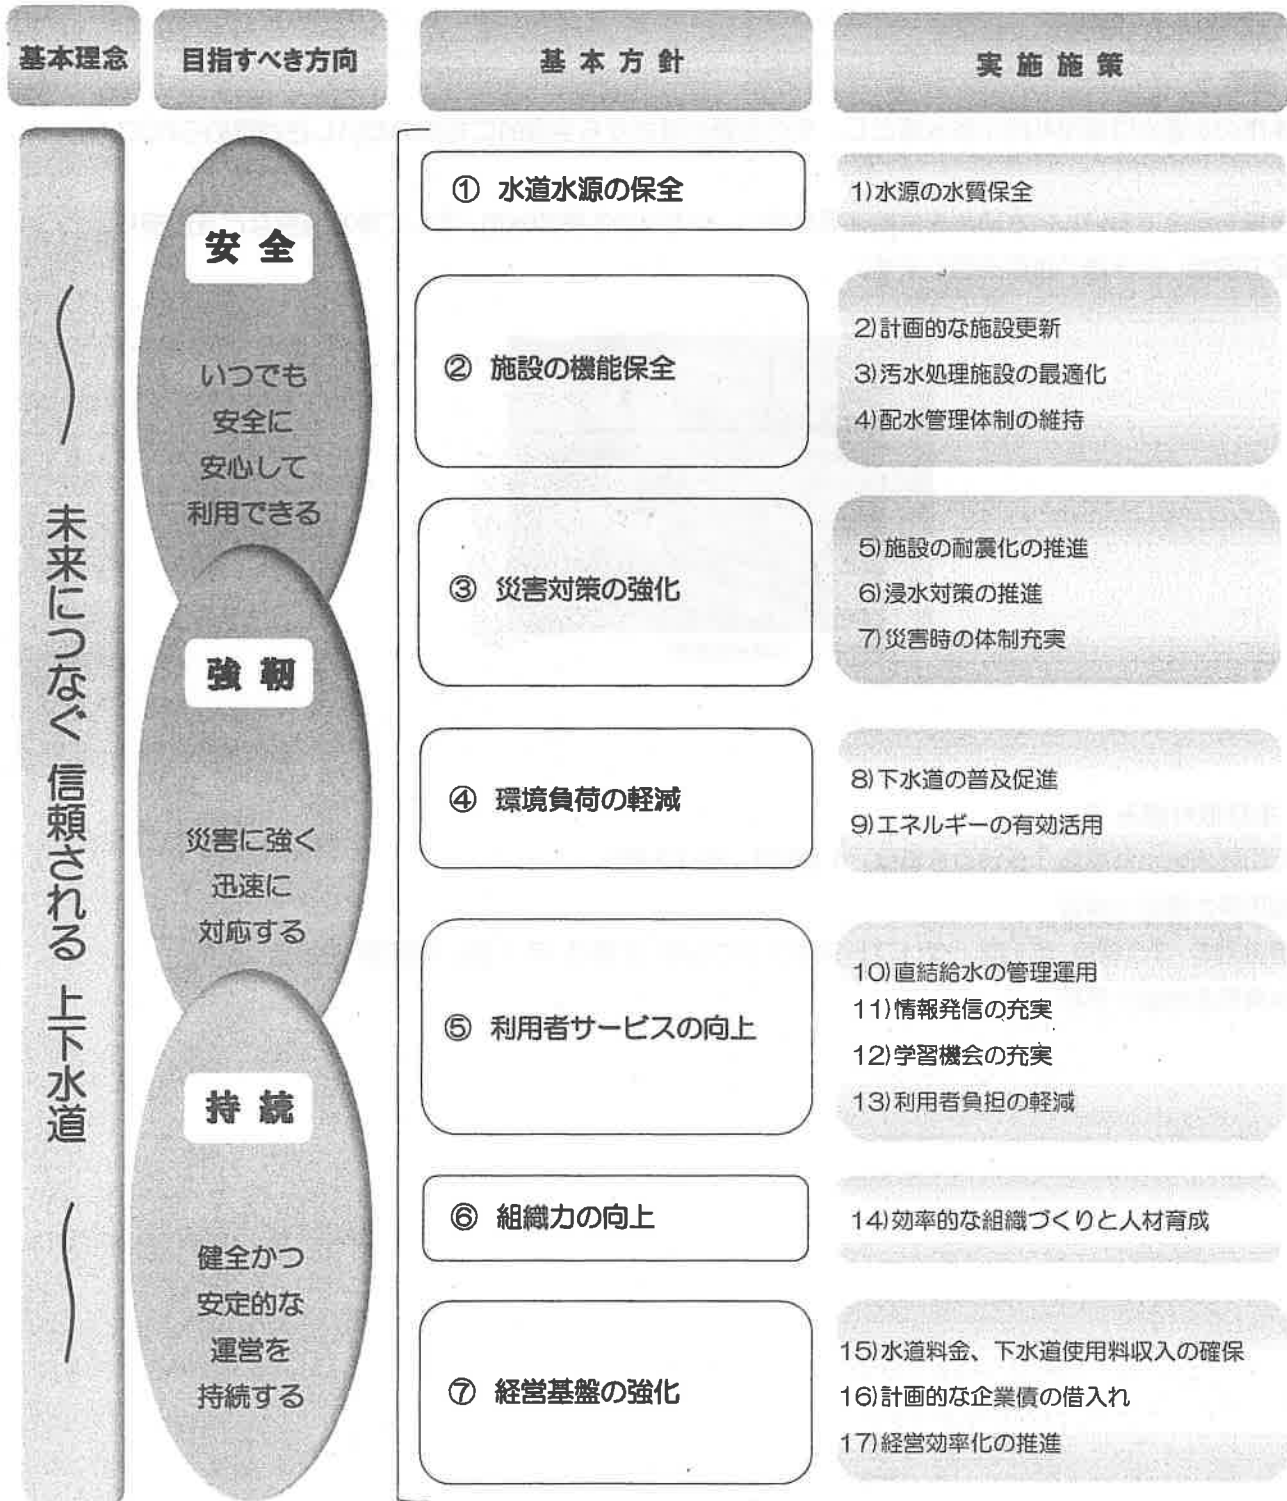 基本理念
目指すべき方向
基本方針
実施施策
~未来につなぐ 信頼される 上下水道~
安全
いつでも
安全に
安心して
利用できる
強靭
災害に強く
迅速に
対応する
持続
健全かつ
安定的な
運営を
持続する
① 水道水源の保全
1)水源の水質保全
② 施設の機能保全
2)計画的な施設更新
3)汚水処理施設の最適化
4)配水管理体制の維持
③ 災害対策の強化
5)施設の耐震化の推進
6)浸水対策の推進
7)災害時の体制充実
④ 環境負荷の軽減
8)下水道の普及促進
9)エネルギーの有効活用
⑤ 利用者サービスの向上
10)直結給水の管理運用
11)情報発信の充実
12)学習機会の充実
13)利用者負担の軽減
⑥ 組織力の向上
14)効率的な組織づくりと人材育成
⑦ 経営基盤の強化
15)水道料金、下水道使用料収入の確保
16)計画的な企業債の借入れ
17)経営効率化の推進